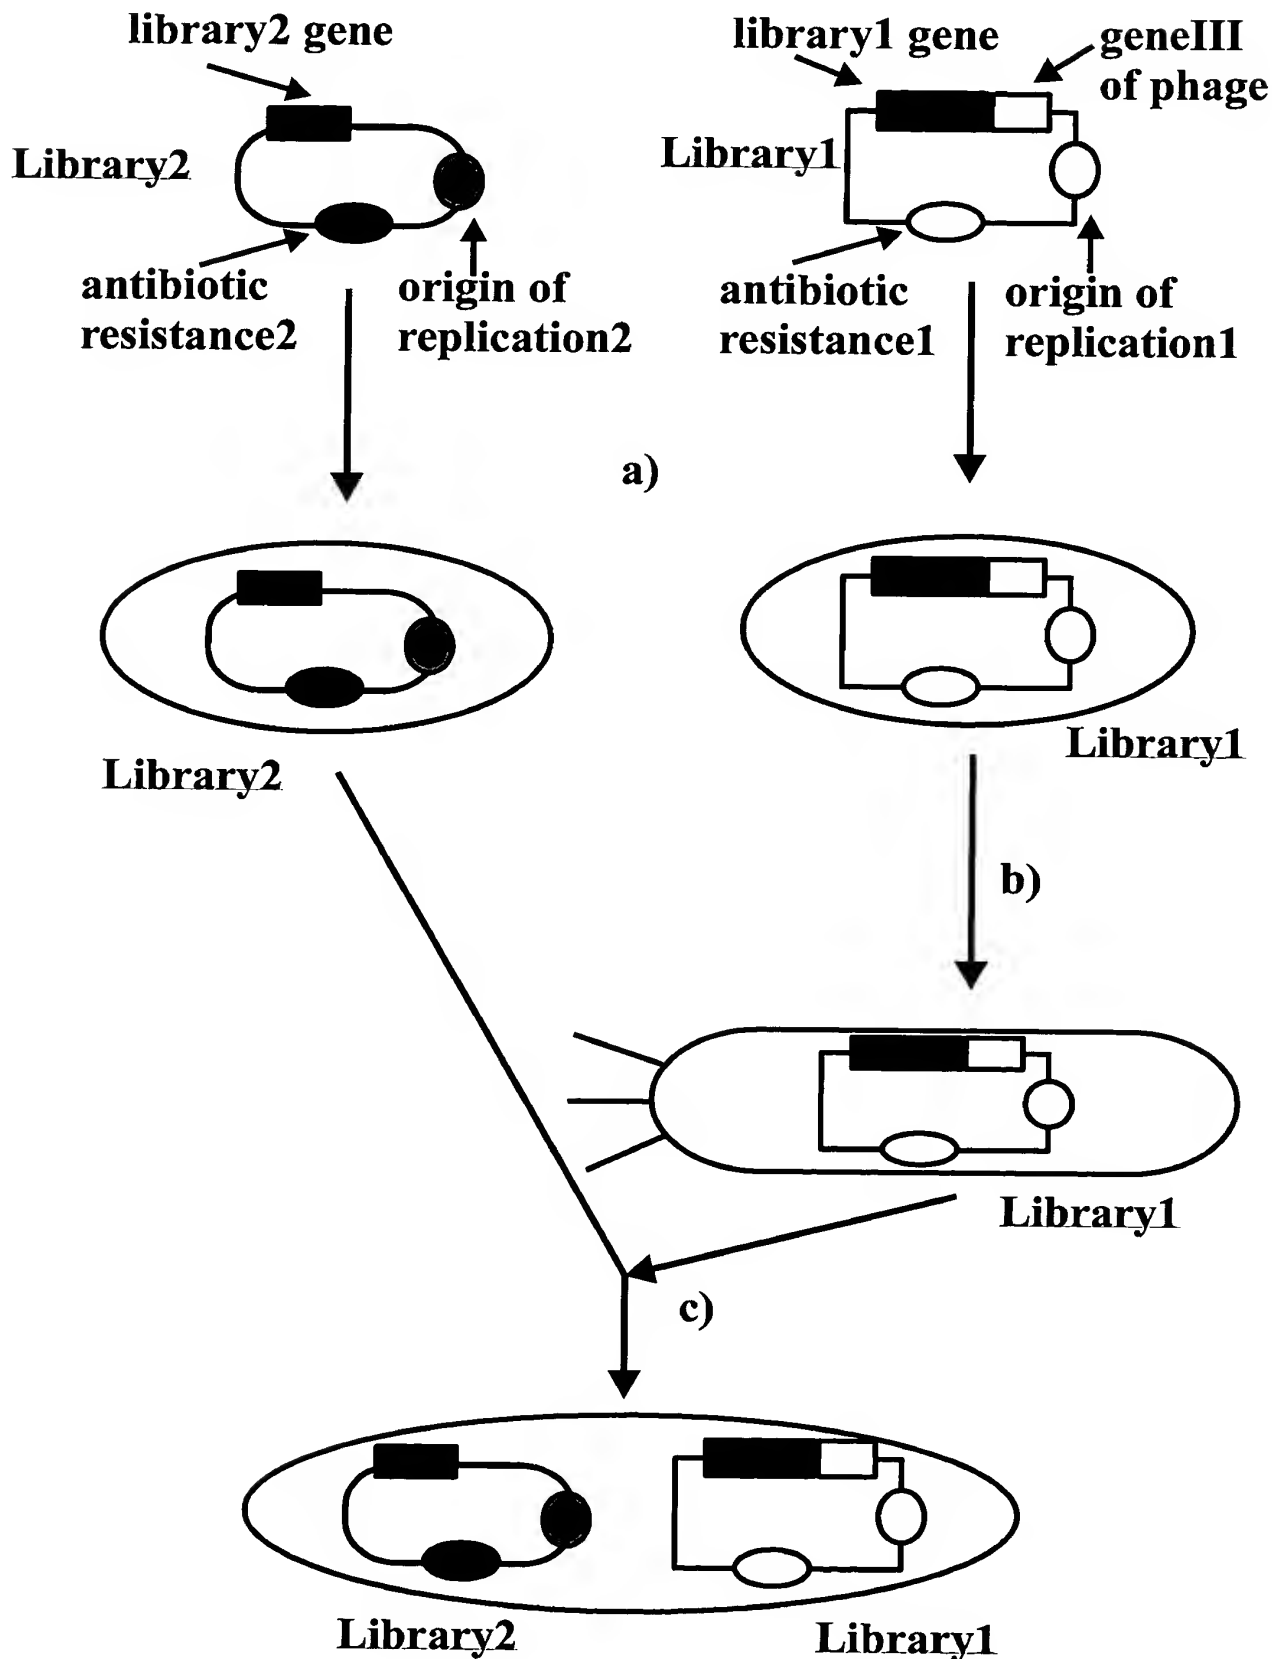 library2 gene
library1 gene
geneIII
of phage
Library2
Library1
antibiotic
resistance2
origin of
replication2
antibiotic
resistance1
origin of
replication1
a)
Library2
Library1
b)
Library1
c)
Library2
Library1